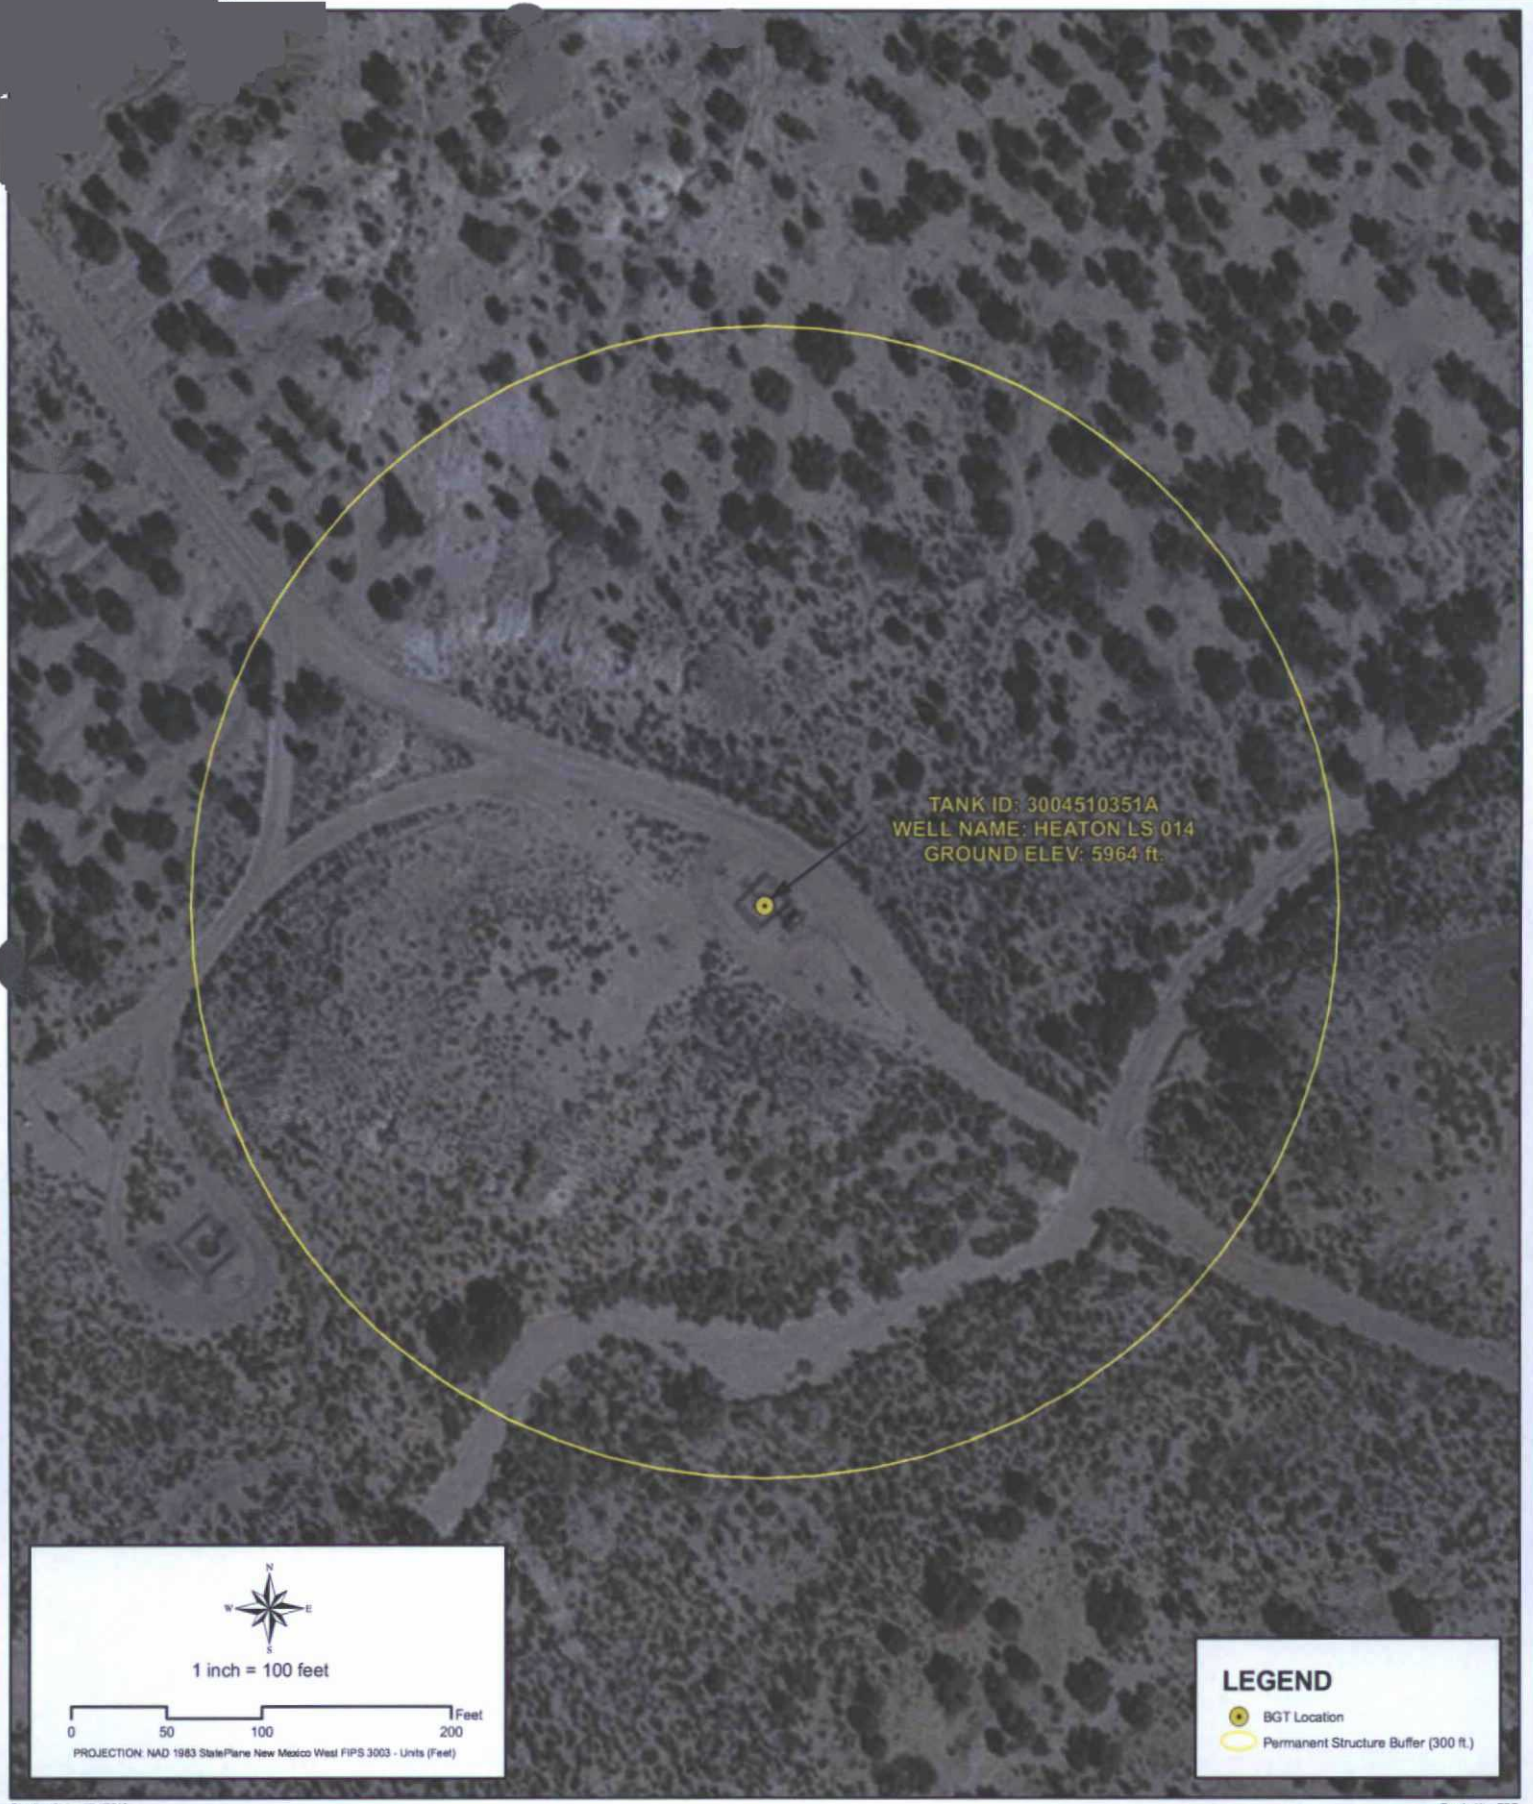 TANK ID: 3004510351A
WELL NAME: HEATON LS 014
GROUND ELEV: 5964 ft.
N
W E
S
1 inch = 100 feet
Feet
0 50 100 200
PROJECTION: NAD 1983 StatePlane New Mexico West FIPS 3003 - Units (Feet)
LEGEND
BGT Location
Permanent Structure Buffer (300 ft.)